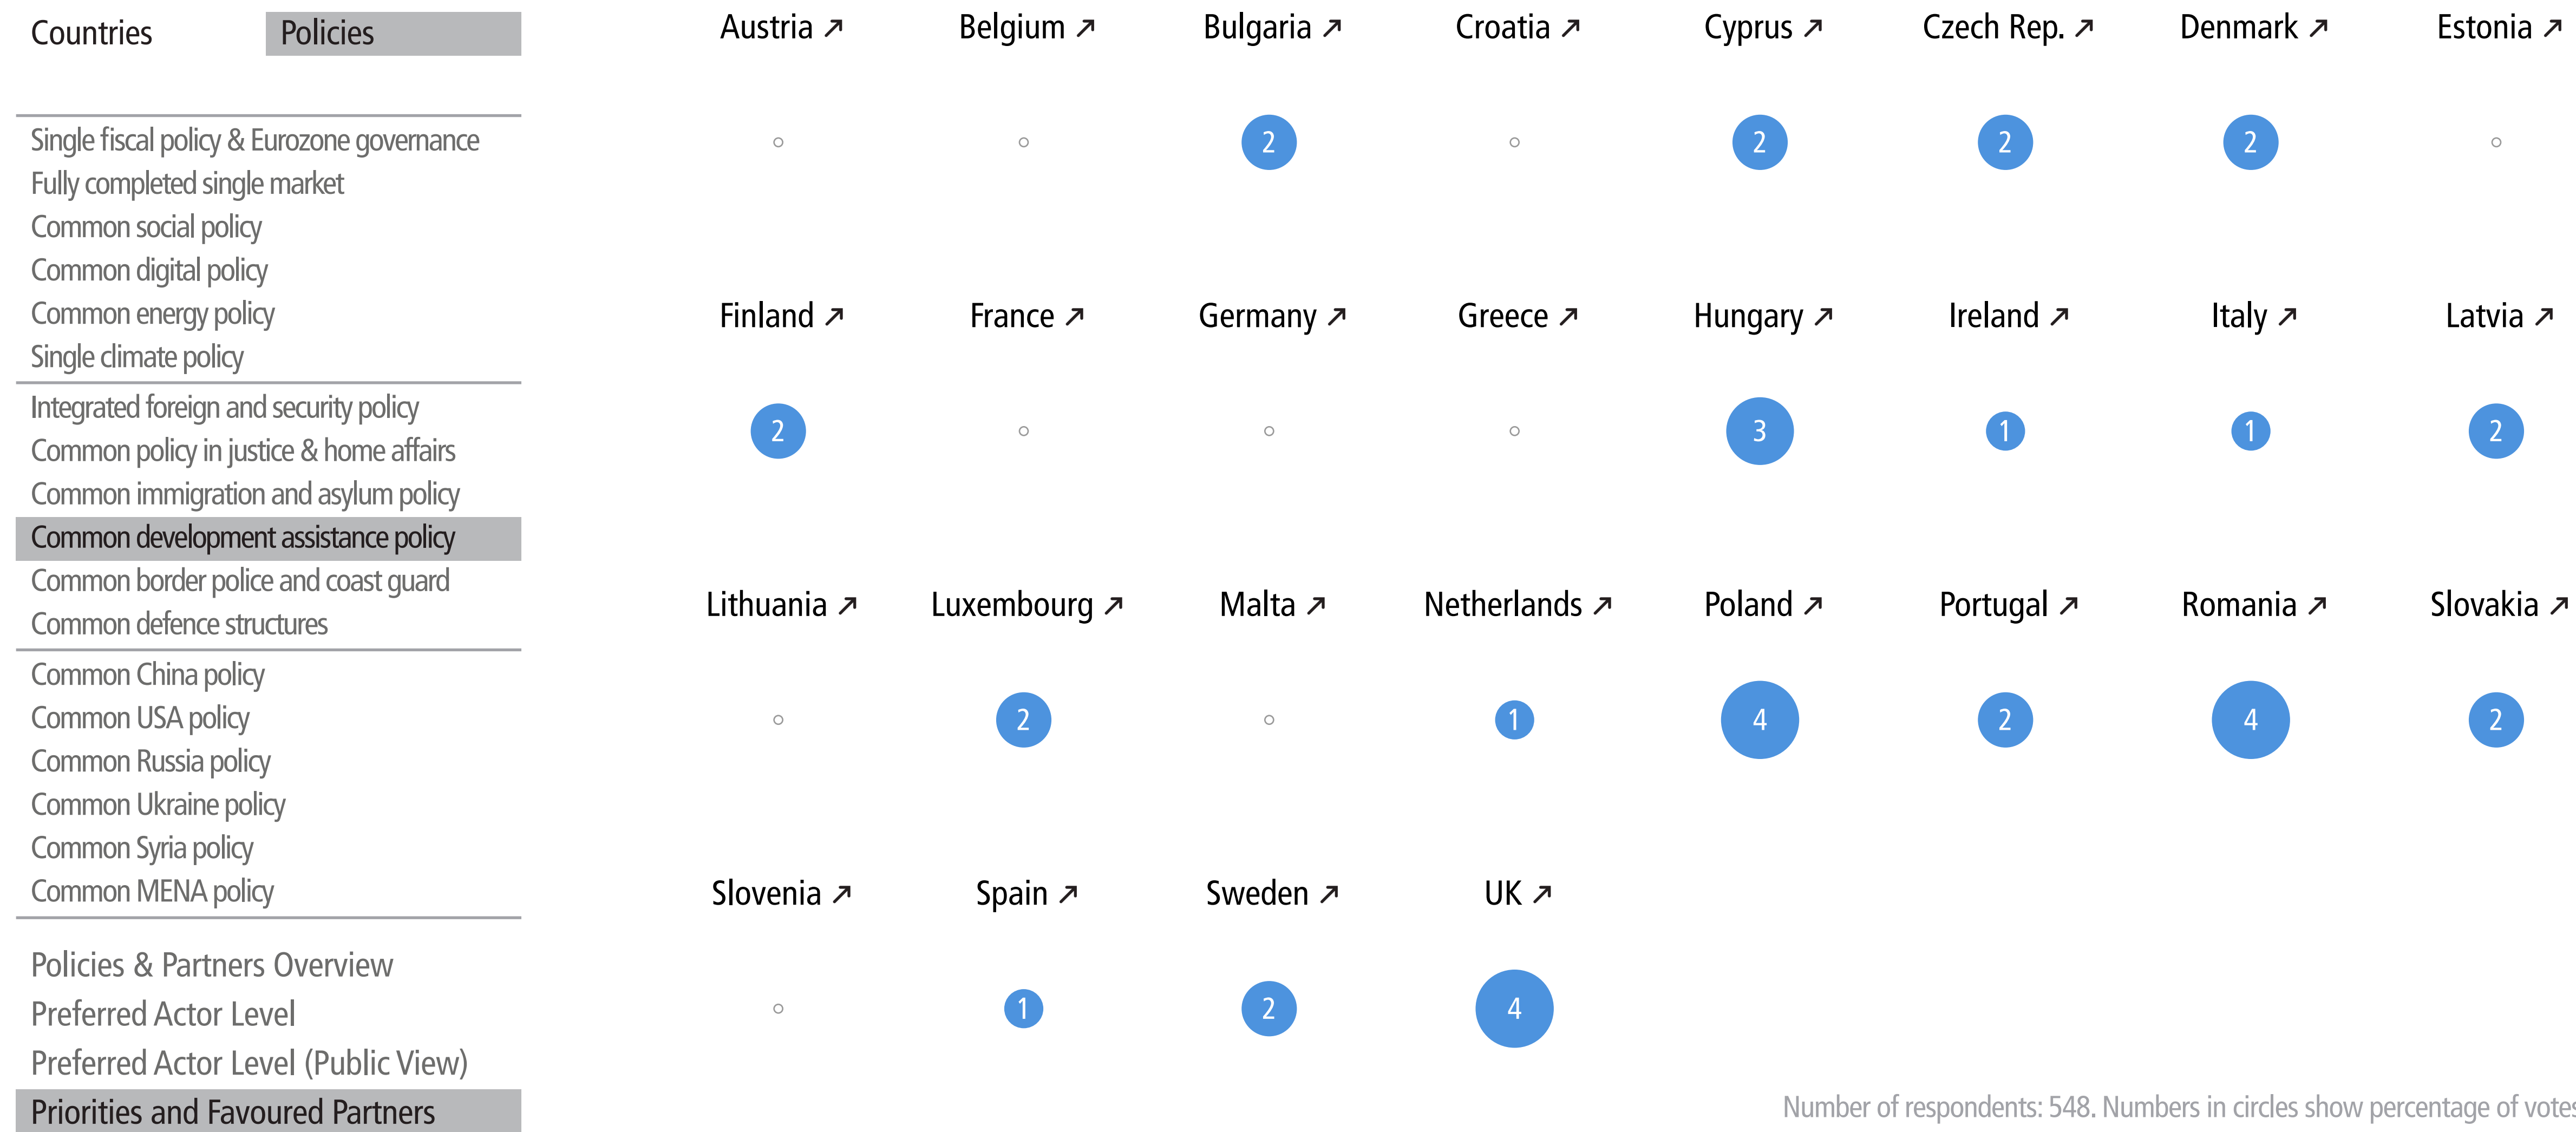 Countries Policies
Single fiscal policy & Eurozone governance
Fully completed single market
Common social policy
Common digital policy
Common energy policy
Single climate policy
Integrated foreign and security policy
Common policy in justice & home affairs
Common immigration and asylum policy
Common development assistance policy
Common border police and coast guard
Common defence structures
Common China policy
Common USA policy
Common Russia policy
Common Ukraine policy
Common Syria policy
Common MENA policy
Policies & Partners Overview
Preferred Actor Level
Preferred Actor Level (Public View)
Priorities and Favoured Partners
Austria ↗ Belgium ↗ Bulgaria ↗ Croatia ↗ Cyprus ↗ Czech Rep. ↗ Denmark ↗ Estonia ↗
2 2 2 2
Finland ↗ France ↗ Germany ↗ Greece ↗ Hungary ↗ Ireland ↗ Italy ↗ Latvia ↗
2 3 1 1 2
Lithuania ↗ Luxembourg ↗ Malta ↗ Netherlands ↗ Poland ↗ Portugal ↗ Romania ↗ Slovakia ↗
2 1 4 2 4 2
Slovenia ↗ Spain ↗ Sweden ↗ UK ↗
1 2 4
Number of respondents: 548. Numbers in circles show percentage of votes